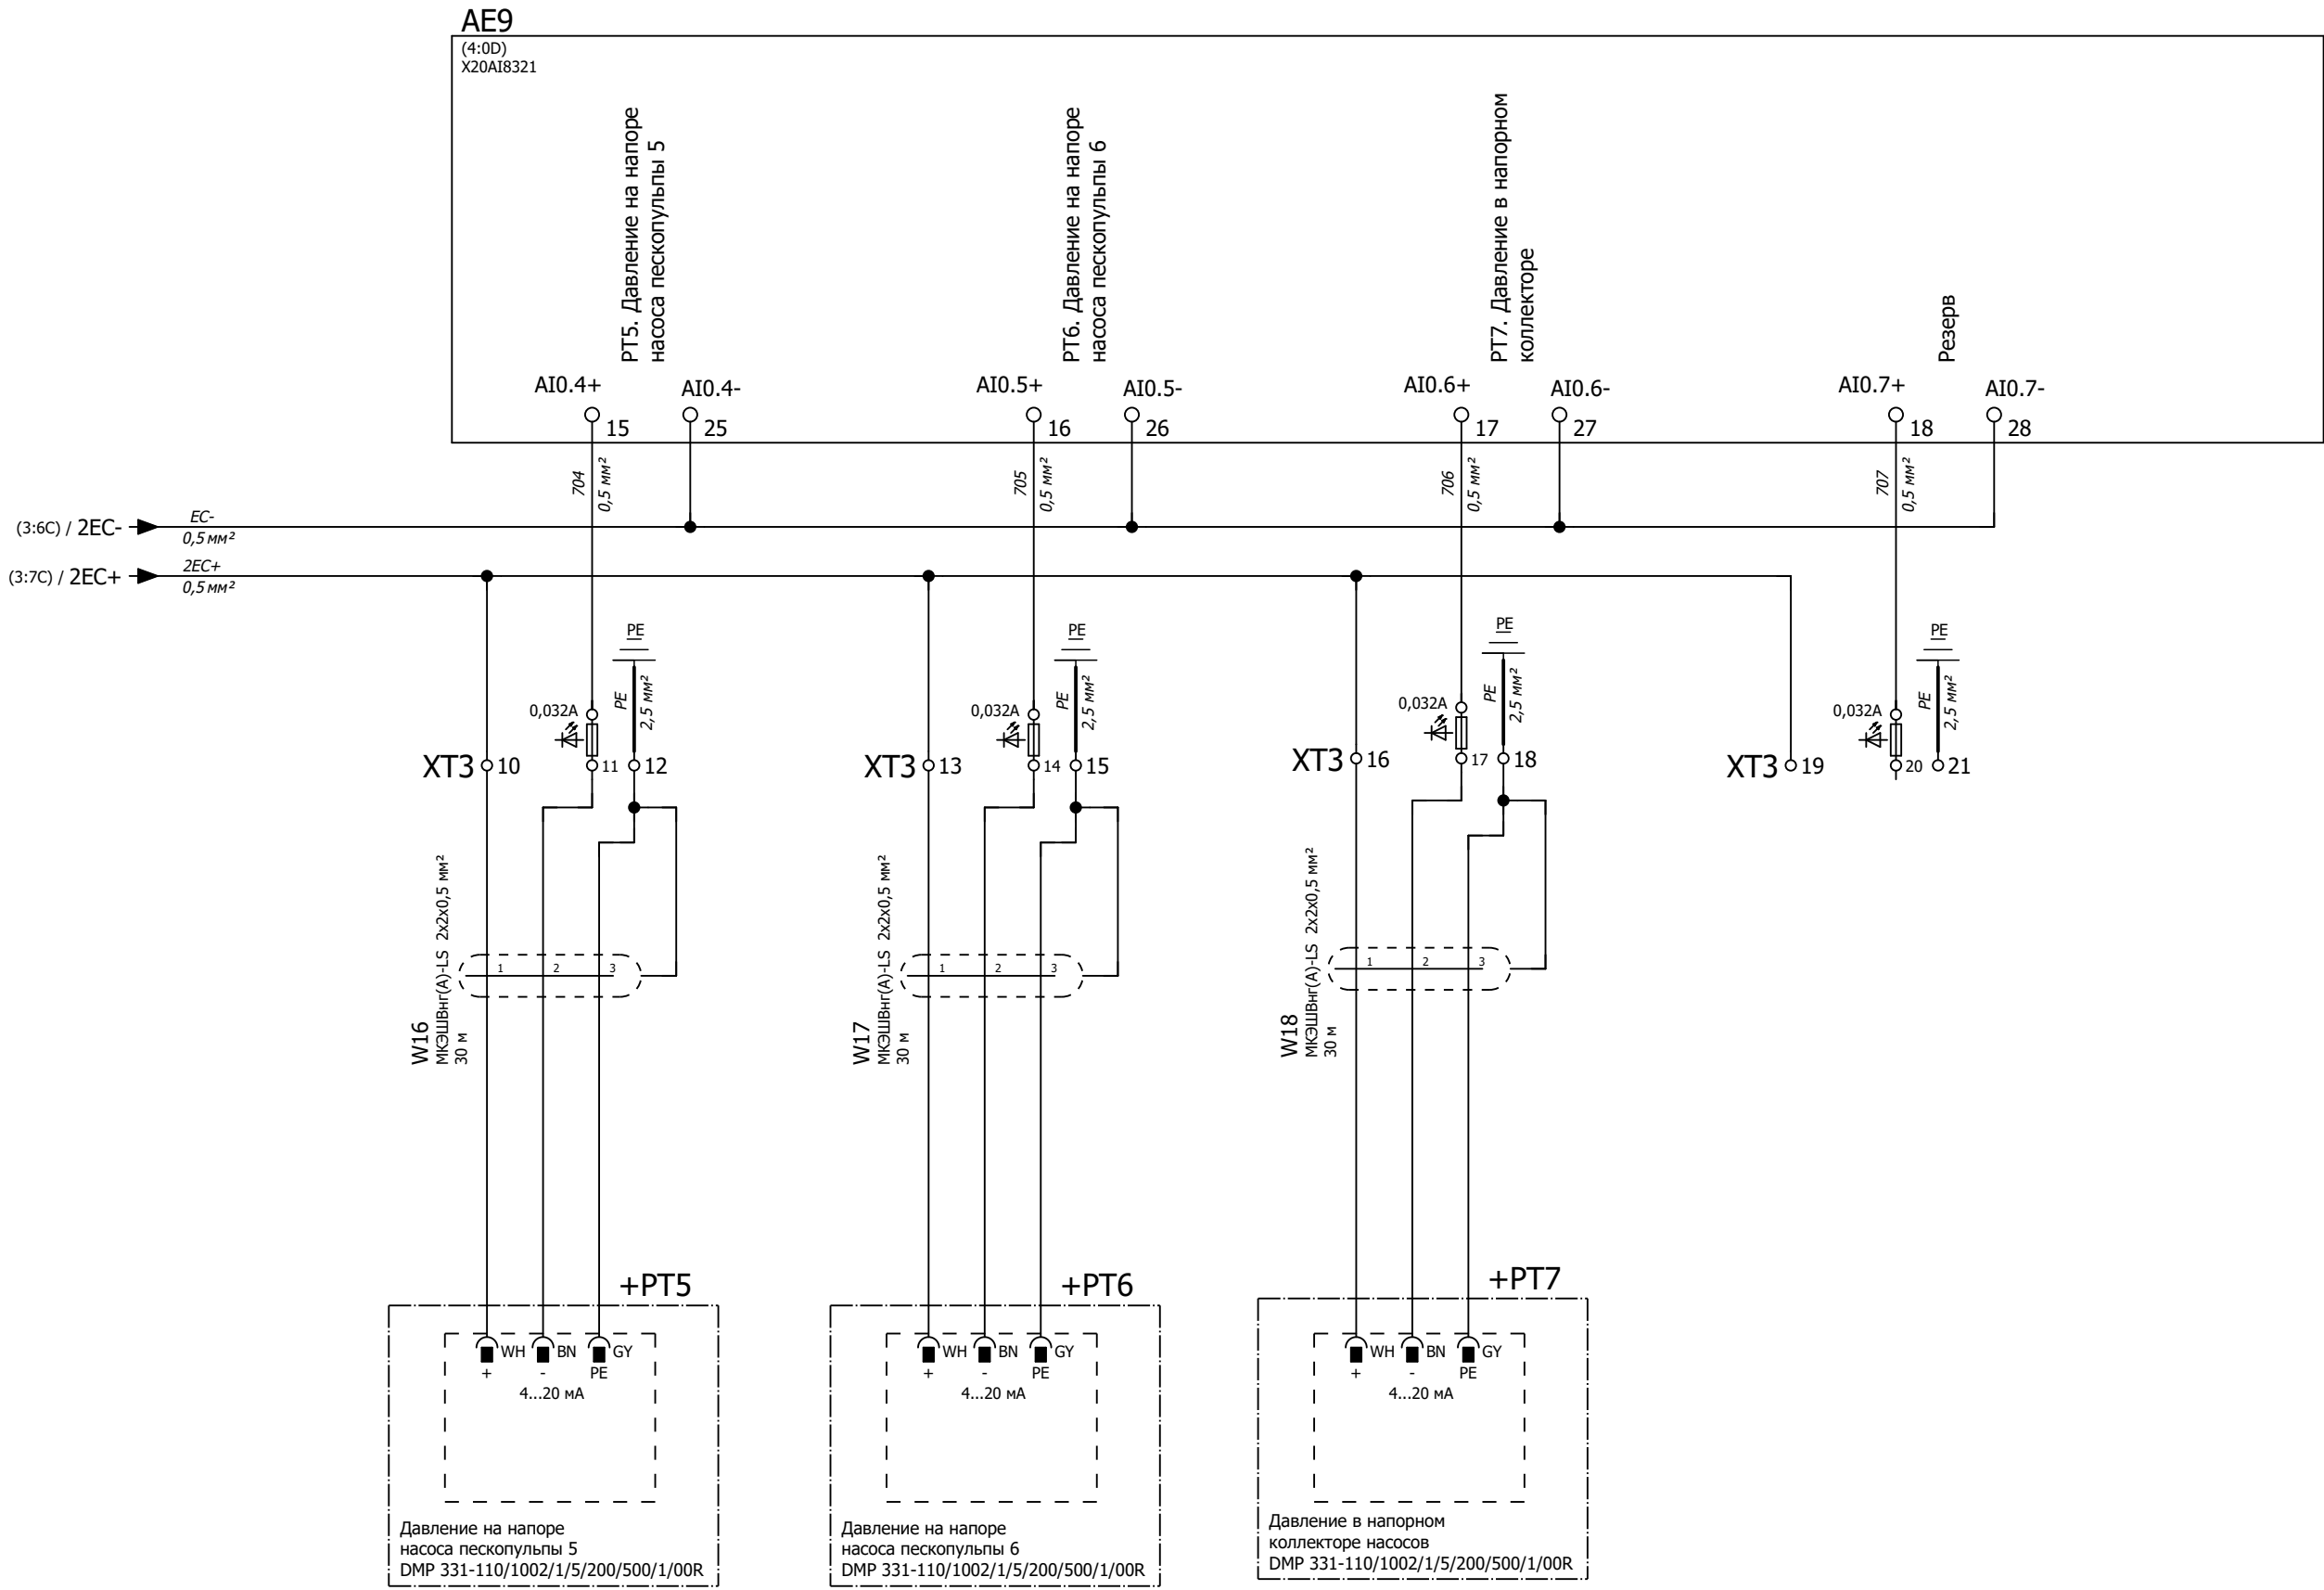 AE9
(4:0D)
X20AI8321
PT5. Давление на напоре
насоса пескопульпы 5
PT6. Давление на напоре
насоса пескопульпы 6
PT7. Давление в напорном
коллекторе
Резерв
AI0.4+
AI0.4-
AI0.5+
AI0.5-
AI0.6+
AI0.6-
AI0.7+
AI0.7-
15
25
16
26
17
27
18
28
704
0,5 мм²
705
0,5 мм²
706
0,5 мм²
707
0,5 мм²
(3:6C) / 2EC-
EC-
0,5 мм²
(3:7C) / 2EC+
2EC+
0,5 мм²
PE
PE
2,5 мм²
0,032A
XT3
10
11
12
PE
PE
2,5 мм²
0,032A
XT3
13
14
15
PE
PE
2,5 мм²
0,032A
XT3
16
17
18
PE
PE
2,5 мм²
0,032A
XT3
19
20
21
W16
МКЭШВнг(А)-LS 2x2x0,5 мм²
30 м
1
2
3
W17
МКЭШВнг(А)-LS 2x2x0,5 мм²
30 м
1
2
3
W18
МКЭШВнг(А)-LS 2x2x0,5 мм²
30 м
1
2
3
+PT5
WH
BN
GY
+
-
PE
4...20 мА
Давление на напоре
насоса пескопульпы 5
DMP 331-110/1002/1/5/200/500/1/00R
+PT6
WH
BN
GY
+
-
PE
4...20 мА
Давление на напоре
насоса пескопульпы 6
DMP 331-110/1002/1/5/200/500/1/00R
+PT7
WH
BN
GY
+
-
PE
4...20 мА
Давление в напорном
коллекторе насосов
DMP 331-110/1002/1/5/200/500/1/00R